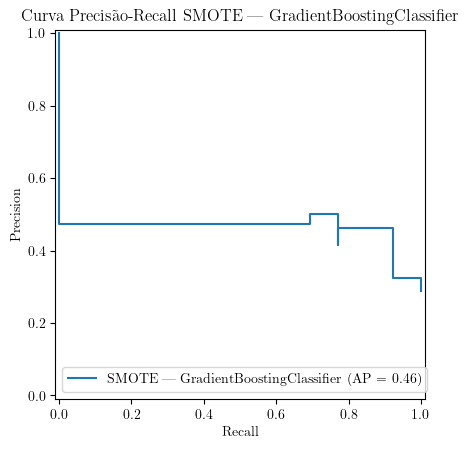 Curva Precisão-Recall SMOTE — GradientBoostingClassifier
1.0
0.8
0.6
0.4
0.2
0.0
Precision
SMOTE — GradientBoostingClassifier (AP = 0.46)
0.0 0.2 0.4 0.6 0.8 1.0
Recall